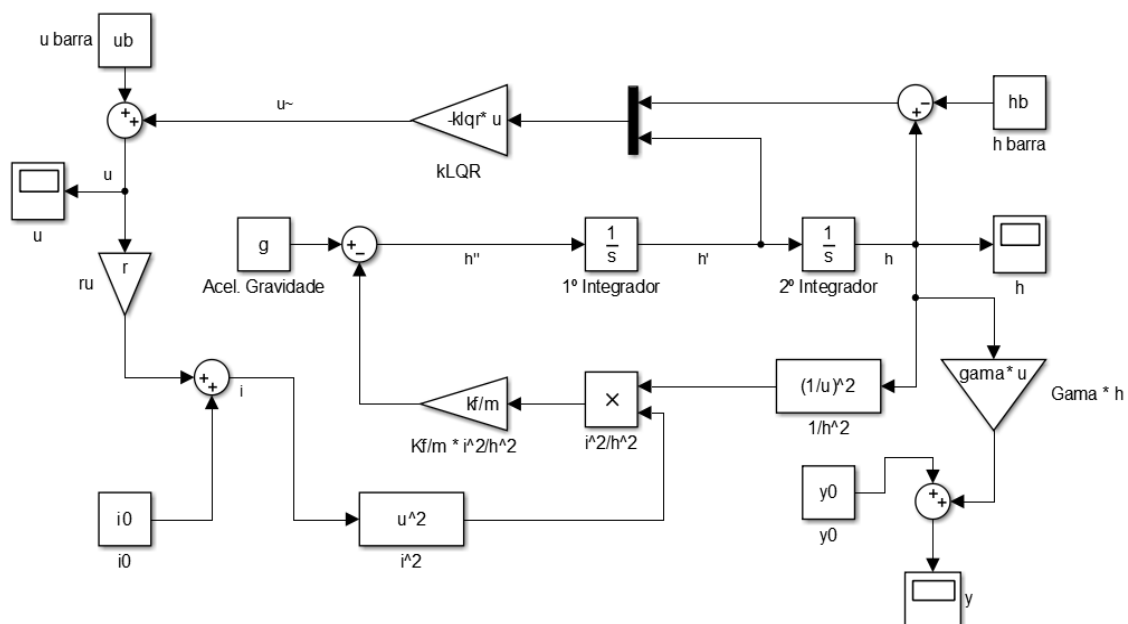 u barra
ub
+
+
u~
-klqr* u
kLQR
−
+
hb
h barra
u
u
r
ru
g
Acel. Gravidade
+
−
h"
1
s
1º Integrador
h'
1
s
2º Integrador
h
h
+
+
i
kf/m
Kf/m * i^2/h^2
×
i^2/h^2
(1/u)^2
1/h^2
gama* u
Gama * h
i0
i0
u^2
i^2
y0
y0
+
+
y